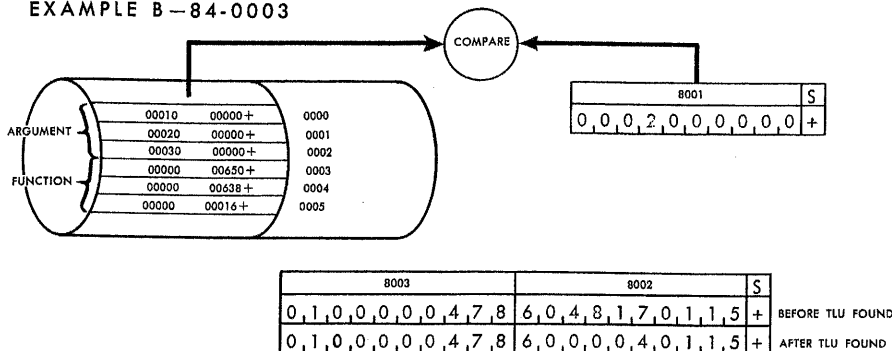 EXAMPLE B—84-0003
COMPARE
8001 S
0 0 0 2 0 0 0 0 0 0 +
ARGUMENT
FUNCTION
00010 00000+ 0000
00020 00000+ 0001
00030 00000+ 0002
00000 00650+ 0003
00000 00638+ 0004
00000 00016+ 0005
8003 8002 S
0 1 0 0 0 0 0 4 7 8 6 0 4 8 1 7 0 1 1 5 + BEFORE TLU FOUND
0 1 0 0 0 0 0 4 7 8 6 0 0 0 0 4 0 1 1 5 + AFTER TLU FOUND